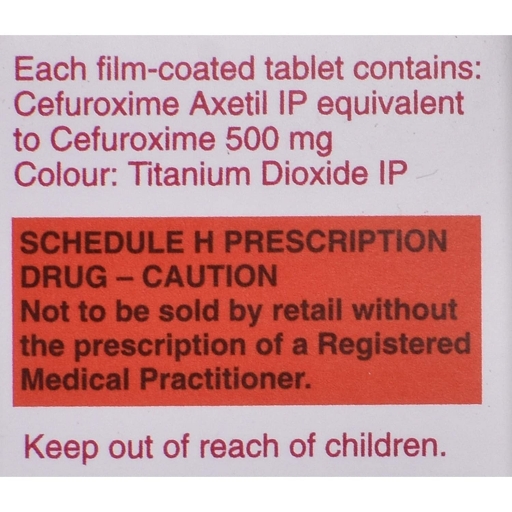 Each film-coated tablet contains:
Cefuroxime Axetil IP equivalent
to Cefuroxime 500 mg
Colour: Titanium Dioxide IP
SCHEDULE H PRESCRIPTION
DRUG – CAUTION
Not to be sold by retail without
the prescription of a Registered
Medical Practitioner.
Keep out of reach of children.